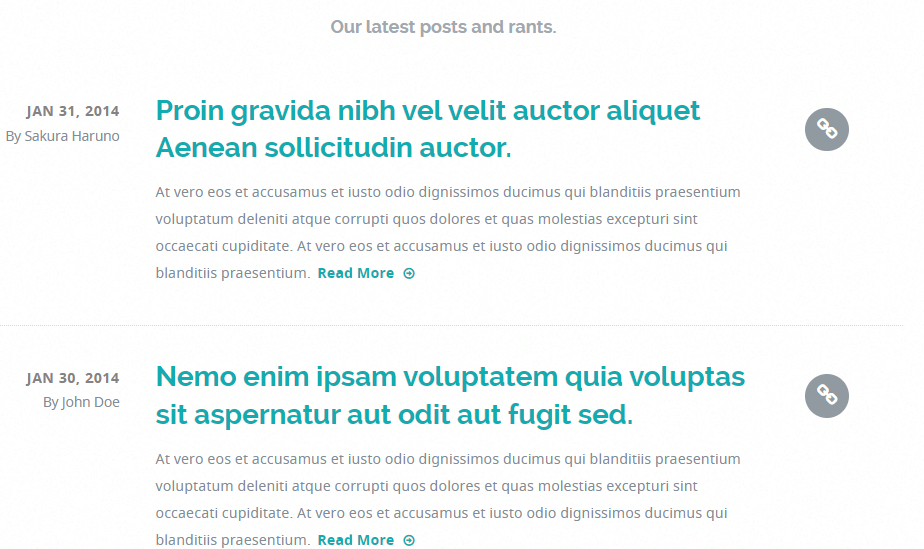 Our latest posts and rants.
JAN 31, 2014
By Sakura Haruno
Proin gravida nibh vel velit auctor aliquet
Aenean sollicitudin auctor.
At vero eos et accusamus et iusto odio dignissimos ducimus qui blanditiis praesentium
voluptatum deleniti atque corrupti quos dolores et quas molestias excepturi sint
occaecati cupiditate. At vero eos et accusamus et iusto odio dignissimos ducimus qui
blanditiis praesentium. Read More
JAN 30, 2014
By John Doe
Nemo enim ipsam voluptatem quia voluptas
sit aspernatur aut odit aut fugit sed.
At vero eos et accusamus et iusto odio dignissimos ducimus qui blanditiis praesentium
voluptatum deleniti atque corrupti quos dolores et quas molestias excepturi sint
occaecati cupiditate. At vero eos et accusamus et iusto odio dignissimos ducimus qui
blanditiis praesentium. Read More